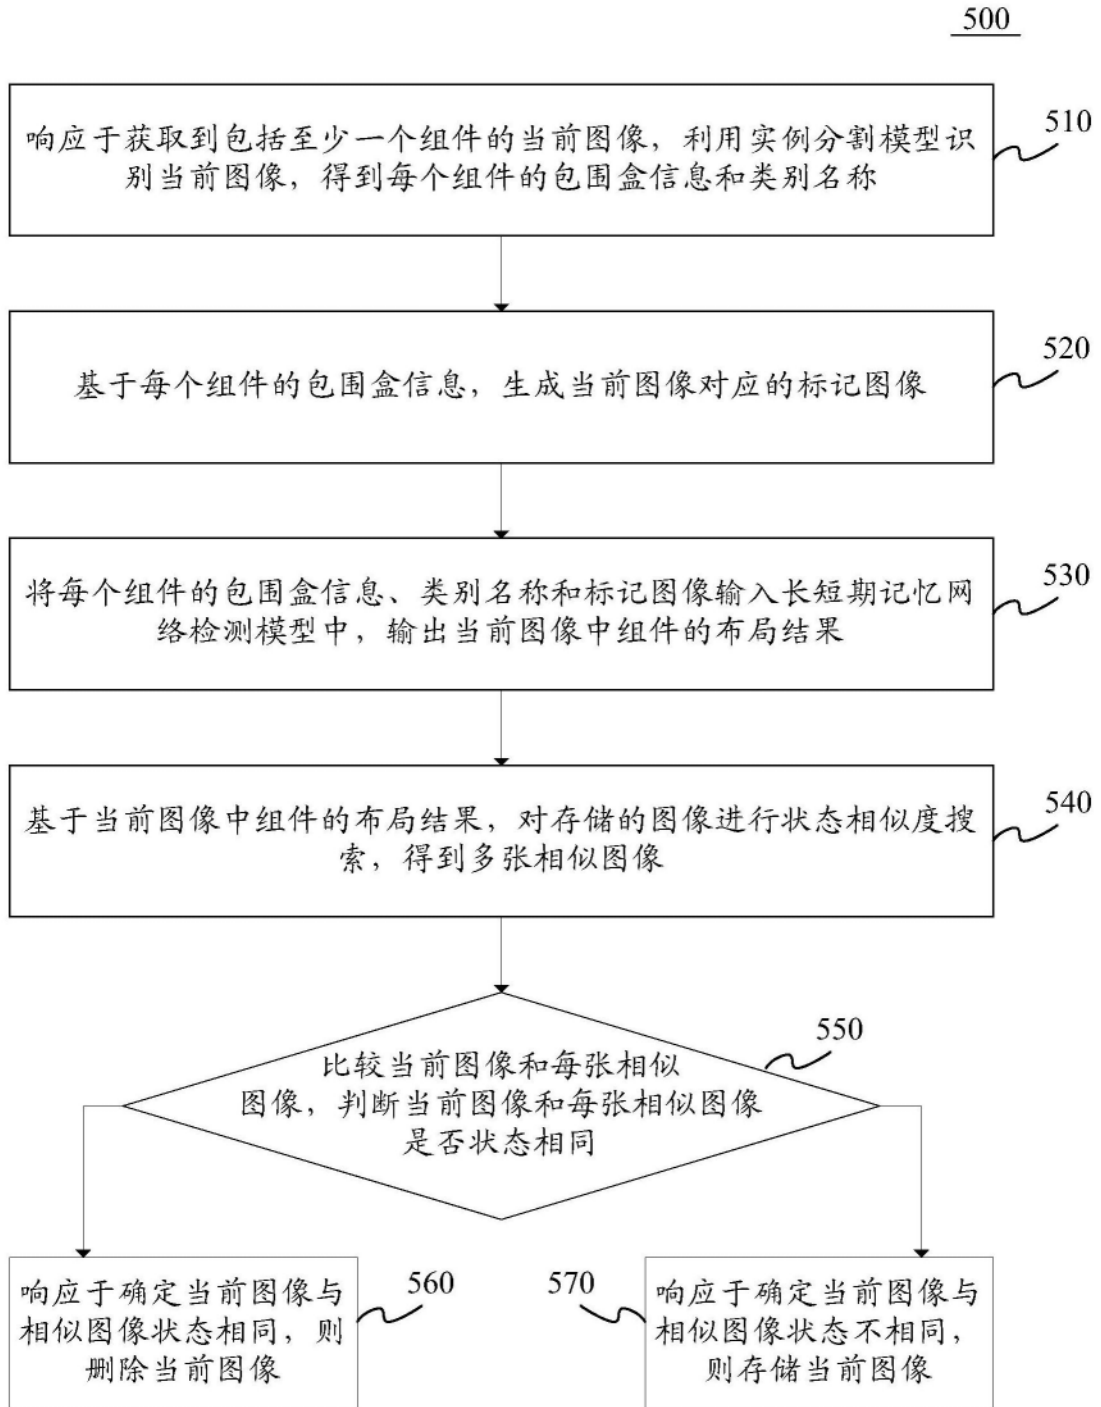 500
响应于获取到包括至少一个组件的当前图像，利用实例分割模型识
别当前图像，得到每个组件的包围盒信息和类别名称
510
基于每个组件的包围盒信息，生成当前图像对应的标记图像
520
将每个组件的包围盒信息、类别名称和标记图像输入长短期记忆网
络检测模型中，输出当前图像中组件的布局结果
530
基于当前图像中组件的布局结果，对存储的图像进行状态相似度搜
索，得到多张相似图像
540
比较当前图像和每张相似
图像，判断当前图像和每张相似图像
是否状态相同
550
响应于确定当前图像与
相似图像状态相同，则
删除当前图像
560
570
响应于确定当前图像与
相似图像状态不相同，
则存储当前图像